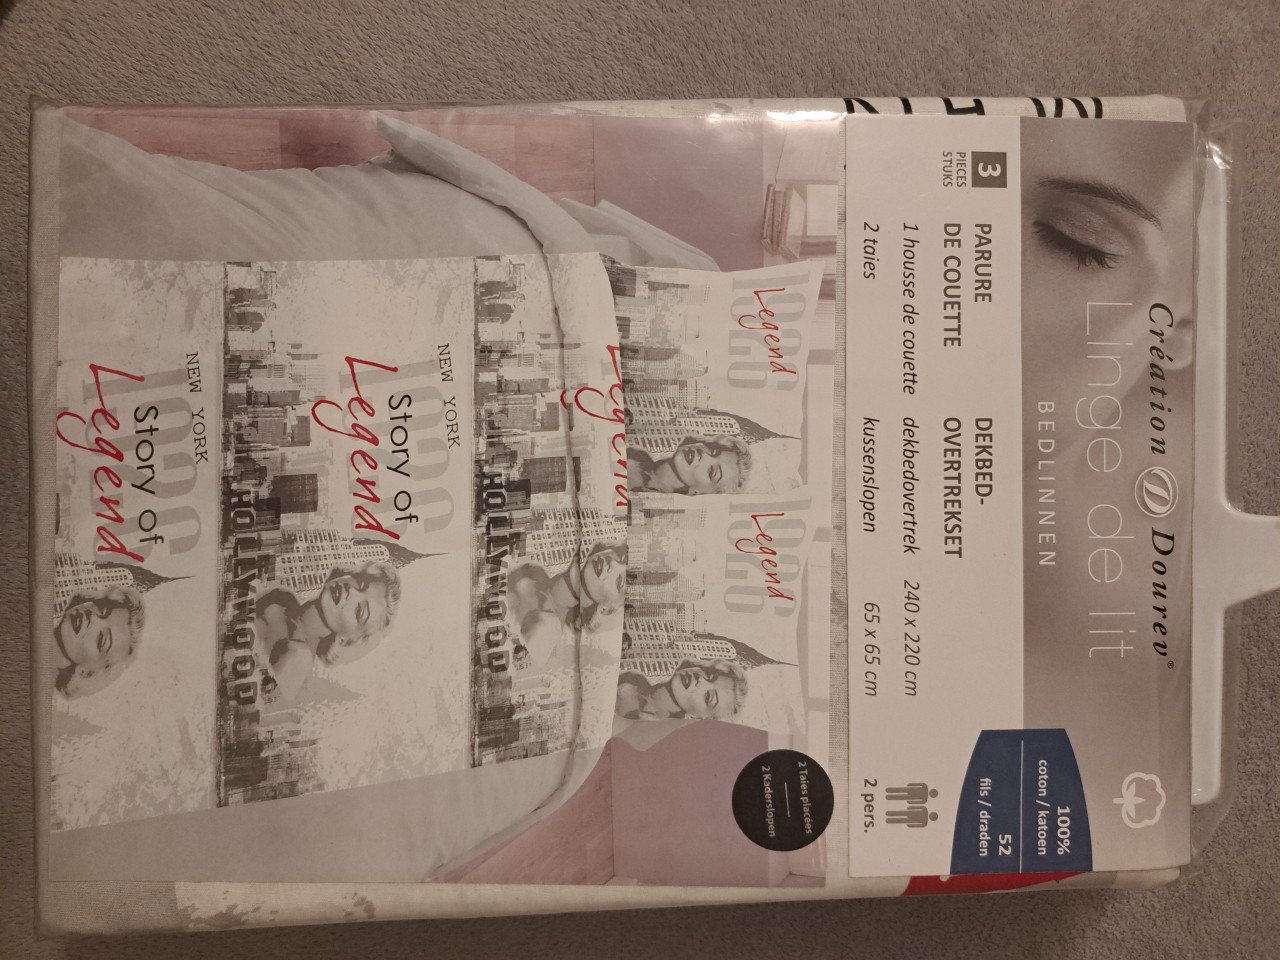 Création Dourev®
Linge de lit
BEDLINNEN
100%
coton / katoen
52
fils / draden
3
PIECES
STUKS
PARURE
DE COUETTE
DEKBED-
OVERTREKSET
1 housse de couette dekbedovertrek 240 x 220 cm
2 taies kussenslopen 65 x 65 cm
2 pers.
2 Taies placées
2 Kaderslopen
Legend
Legend
Legend
HOLLYWOOD
NEW YORK
Story of
Legend
HOLLYWOOD
NEW YORK
Story of
Legend